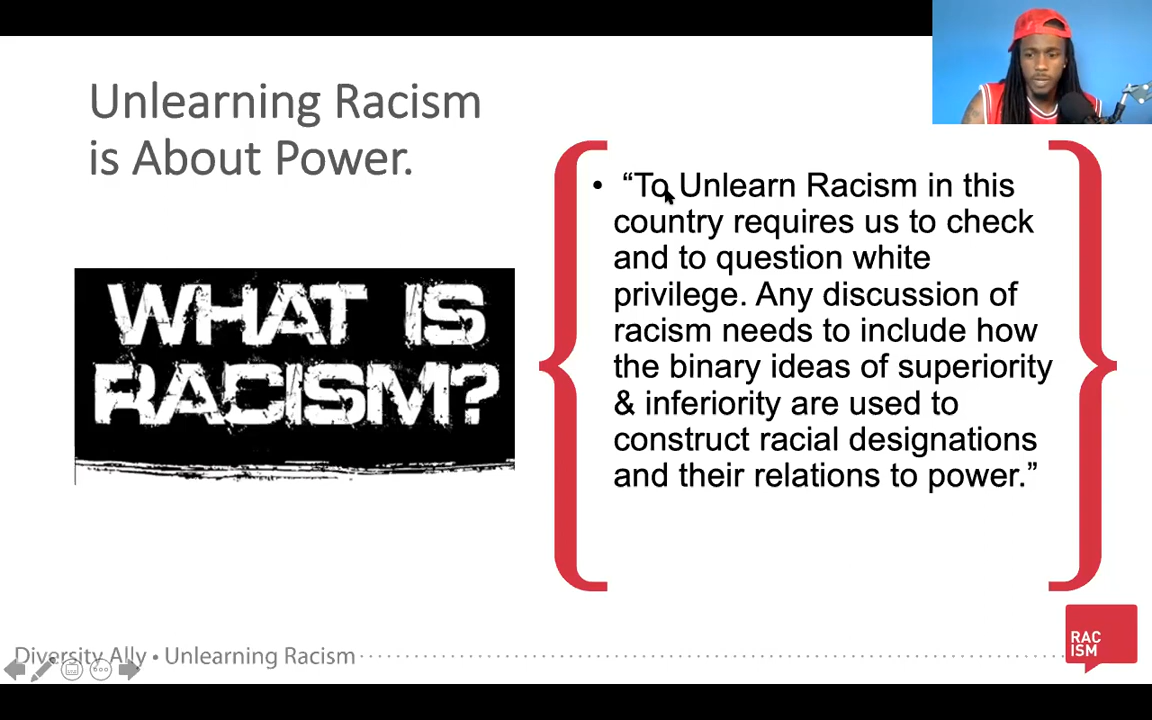 Unlearning Racism
is About Power.
WHAT IS
RACISM?
• “To Unlearn Racism in this
country requires us to check
and to question white
privilege. Any discussion of
racism needs to include how
the binary ideas of superiority
& inferiority are used to
construct racial designations
and their relations to power.”
Diversity Ally • Unlearning Racism
RAC
ISM